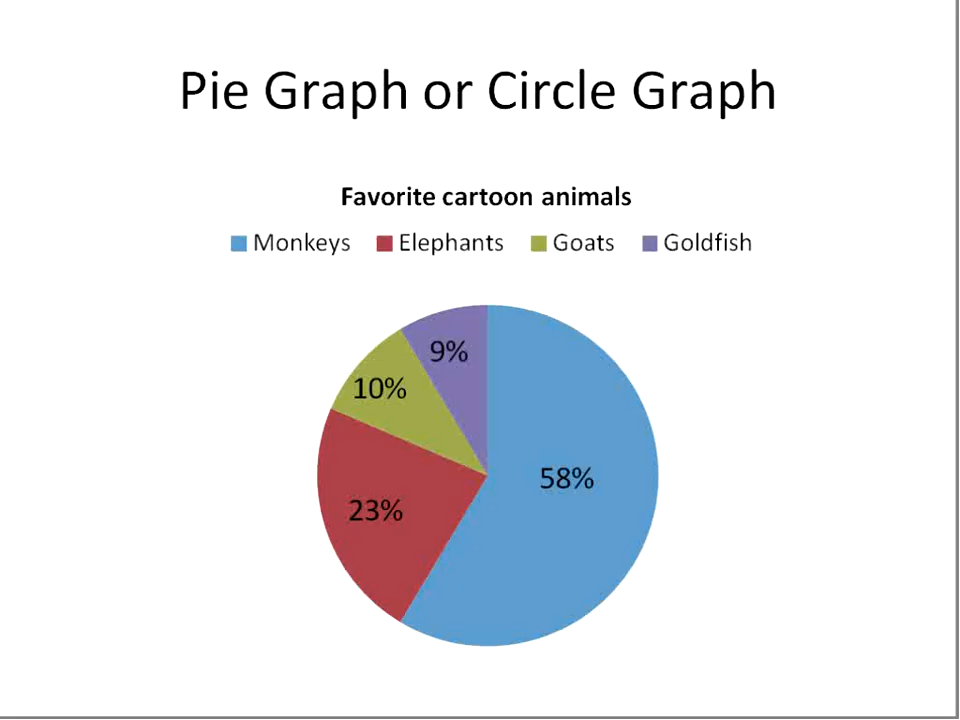 Pie Graph or Circle Graph
Favorite cartoon animals
Monkeys Elephants Goats Goldfish
9%
10%
58%
23%